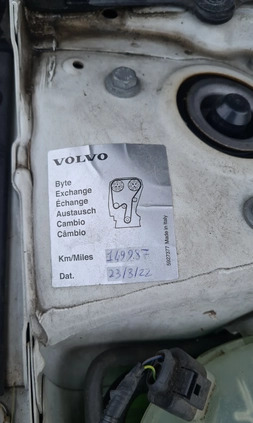 VOLVO
Byte
Exchange
Échange
Austausch
Cambio
Câmbio
Km/Miles
Dat. 23/3/22
Made in Italy